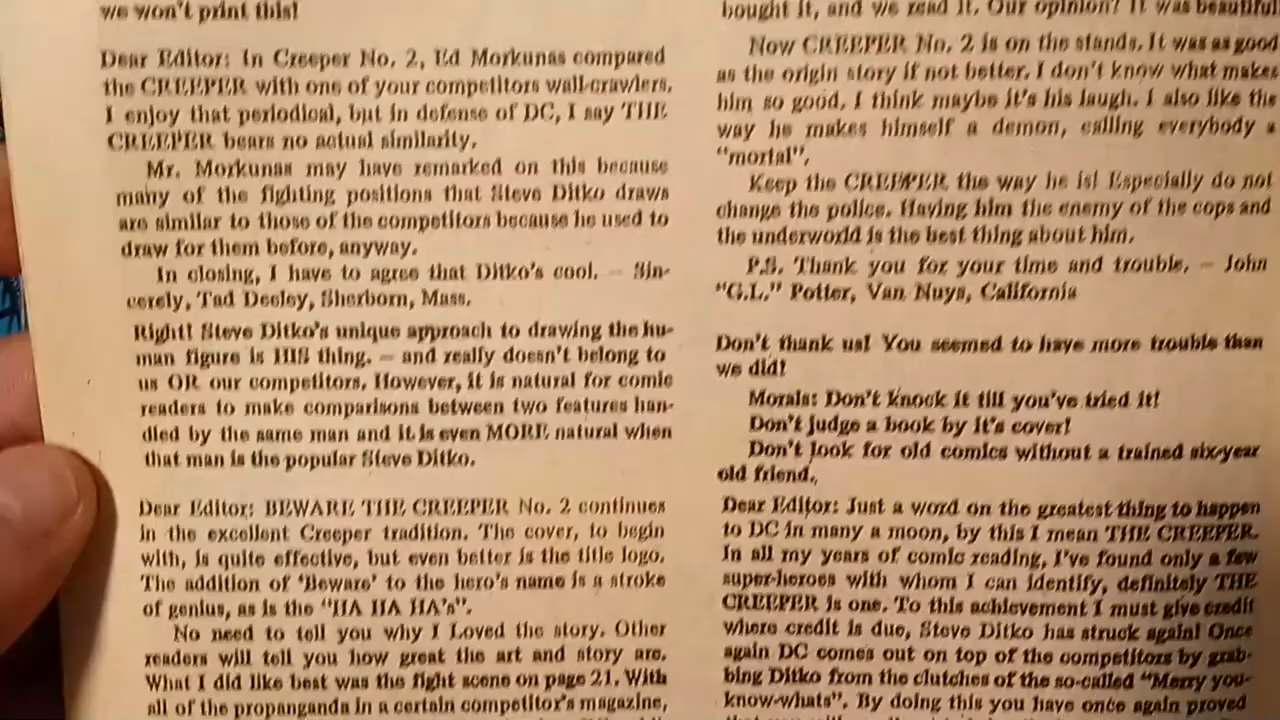 we won't print this!
Dear Editor: In Creeper No. 2, Ed Morkunas compared
the CREEPER with one of your competitors wall-crawlers.
I enjoy that periodical, but in defense of DC, I say THE
CREEPER bears no actual similarity.
Mr. Morkunas may have remarked on this because
many of the fighting positions that Steve Ditko draws
are similar to those of the competitors because he used to
draw for them before, anyway.
In closing, I have to agree that Ditko's cool. — Sin-
cerely, Tad Deeley, Sherborn, Mass.
Right! Steve Ditko's unique approach to drawing the hu-
man figure is HIS thing. — and really doesn't belong to
us OR our competitors. However, it is natural for comic
readers to make comparisons between two features han-
dled by the same man and it is even MORE natural when
that man is the popular Steve Ditko.
Dear Editor: BEWARE THE CREEPER No. 2 continues
in the excellent Creeper tradition. The cover, to begin
with, is quite effective, but even better is the title logo.
The addition of 'Beware' to the hero's name is a stroke
of genius, as is the "HA HA HA's".
No need to tell you why I Loved the story. Other
readers will tell you how great the art and story are.
What I did like best was the fight scene on page 21. With
all of the propaganda in a certain competitor's magazine,
bought it, and we read it. Our opinion? It was beautiful
Now CREEPER No. 2 is on the stands. It was as good
as the origin story if not better. I don't know what makes
him so good. I think maybe it's his laugh. I also like the
way he makes himself a demon, calling everybody a
"mortal".
Keep the CREEPER the way he is! Especially do not
change the police. Having him the enemy of the cops and
the underworld is the best thing about him.
P.S. Thank you for your time and trouble. — John
"G.L." Potter, Van Nuys, California
Don't thank us! You seemed to have more trouble than
we did!
Morals: Don't knock it till you've tried it!
Don't judge a book by it's cover!
Don't look for old comics without a trained six-year
old friend.
Dear Editor: Just a word on the greatest thing to happen
to DC in many a moon, by this I mean THE CREEPER.
In all my years of comic reading, I've found only a few
super-heroes with whom I can identify, definitely THE
CREEPER is one. To this achievement I must give credit
where credit is due, Steve Ditko has struck again! Once
again DC comes out on top of the competitors by grab-
bing Ditko from the clutches of the so-called "Merry you-
know-whats". By doing this you have once again proved